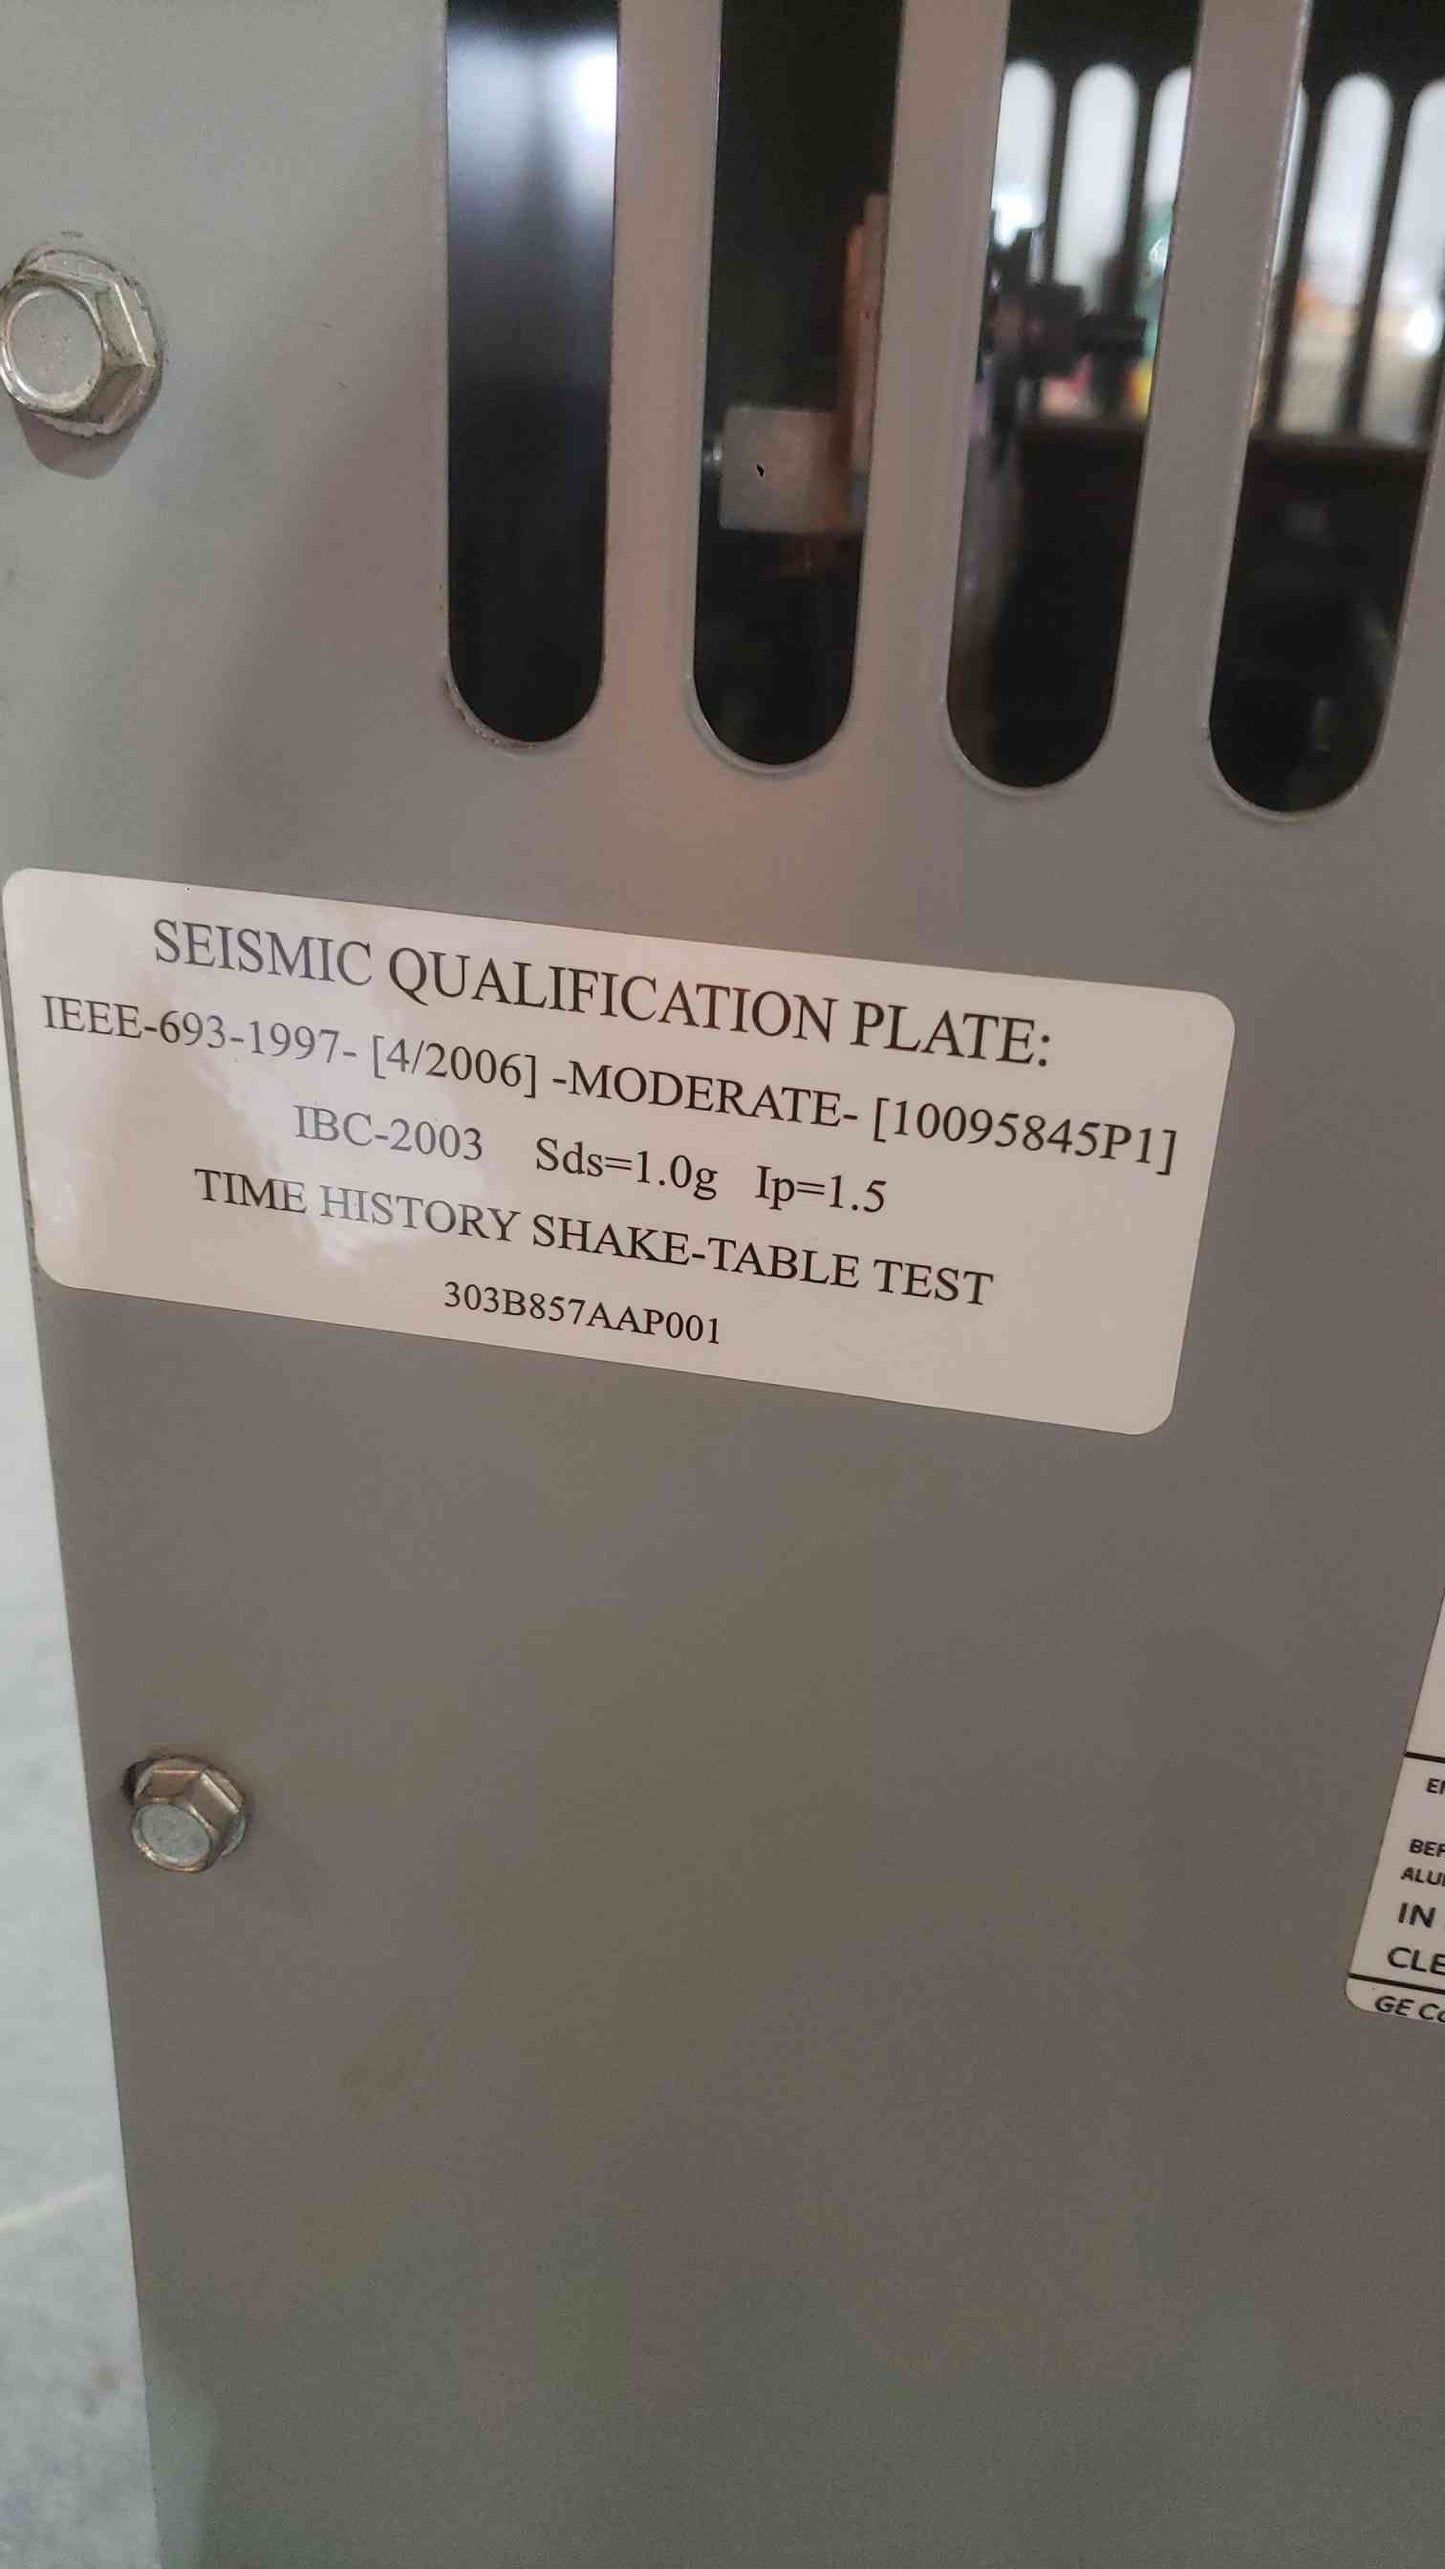 SEISMIC QUALIFICATION PLATE:
IEEE-693-1997- [4/2006] -MODERATE- [10095845P1]
IBC-2003 Sds=1.0g Ip=1.5
TIME HISTORY SHAKE-TABLE TEST
303B857AAP001
IN
GE